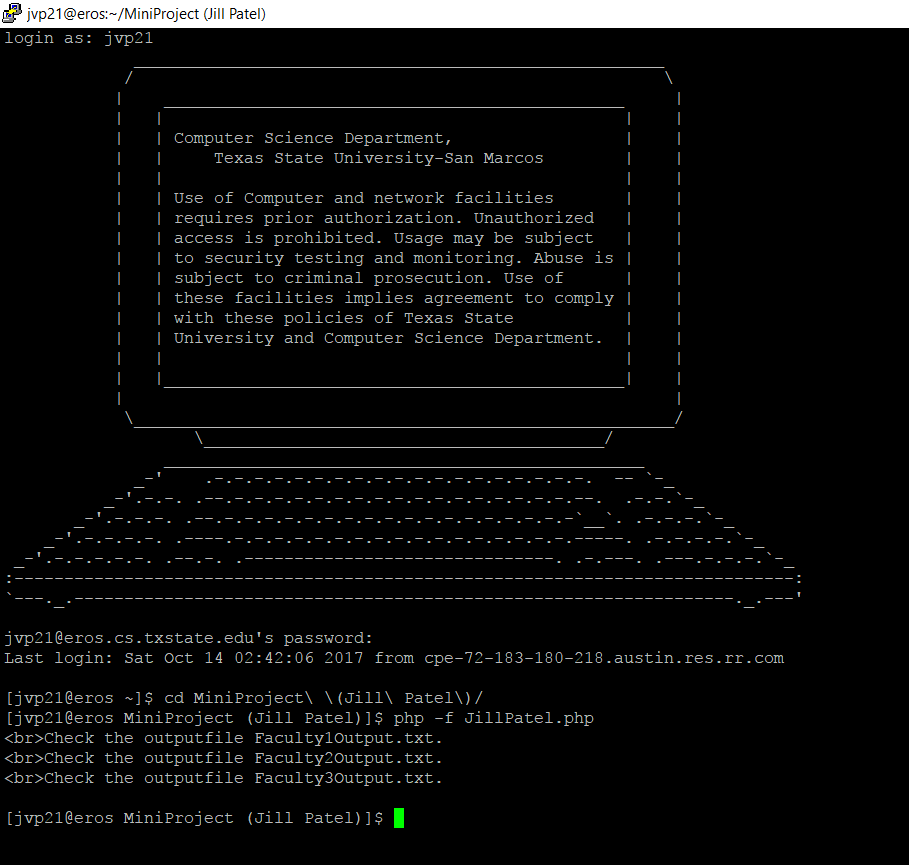 jvp21@eros:~/MiniProject (Jill Patel)
login as: jvp21
Computer Science Department,
Texas State University-San Marcos
Use of Computer and network facilities
requires prior authorization. Unauthorized
access is prohibited. Usage may be subject
to security testing and monitoring. Abuse is
subject to criminal prosecution. Use of
these facilities implies agreement to comply
with these policies of Texas State
University and Computer Science Department.
jvp21@eros.cs.txstate.edu's password:
Last login: Sat Oct 14 02:42:06 2017 from cpe-72-183-180-218.austin.res.rr.com
[jvp21@eros ~]$ cd MiniProject\ \(Jill\ Patel\)/
[jvp21@eros MiniProject (Jill Patel)]$ php -f JillPatel.php
<br>Check the outputfile Faculty1Output.txt.
<br>Check the outputfile Faculty2Output.txt.
<br>Check the outputfile Faculty3Output.txt.
[jvp21@eros MiniProject (Jill Patel)]$